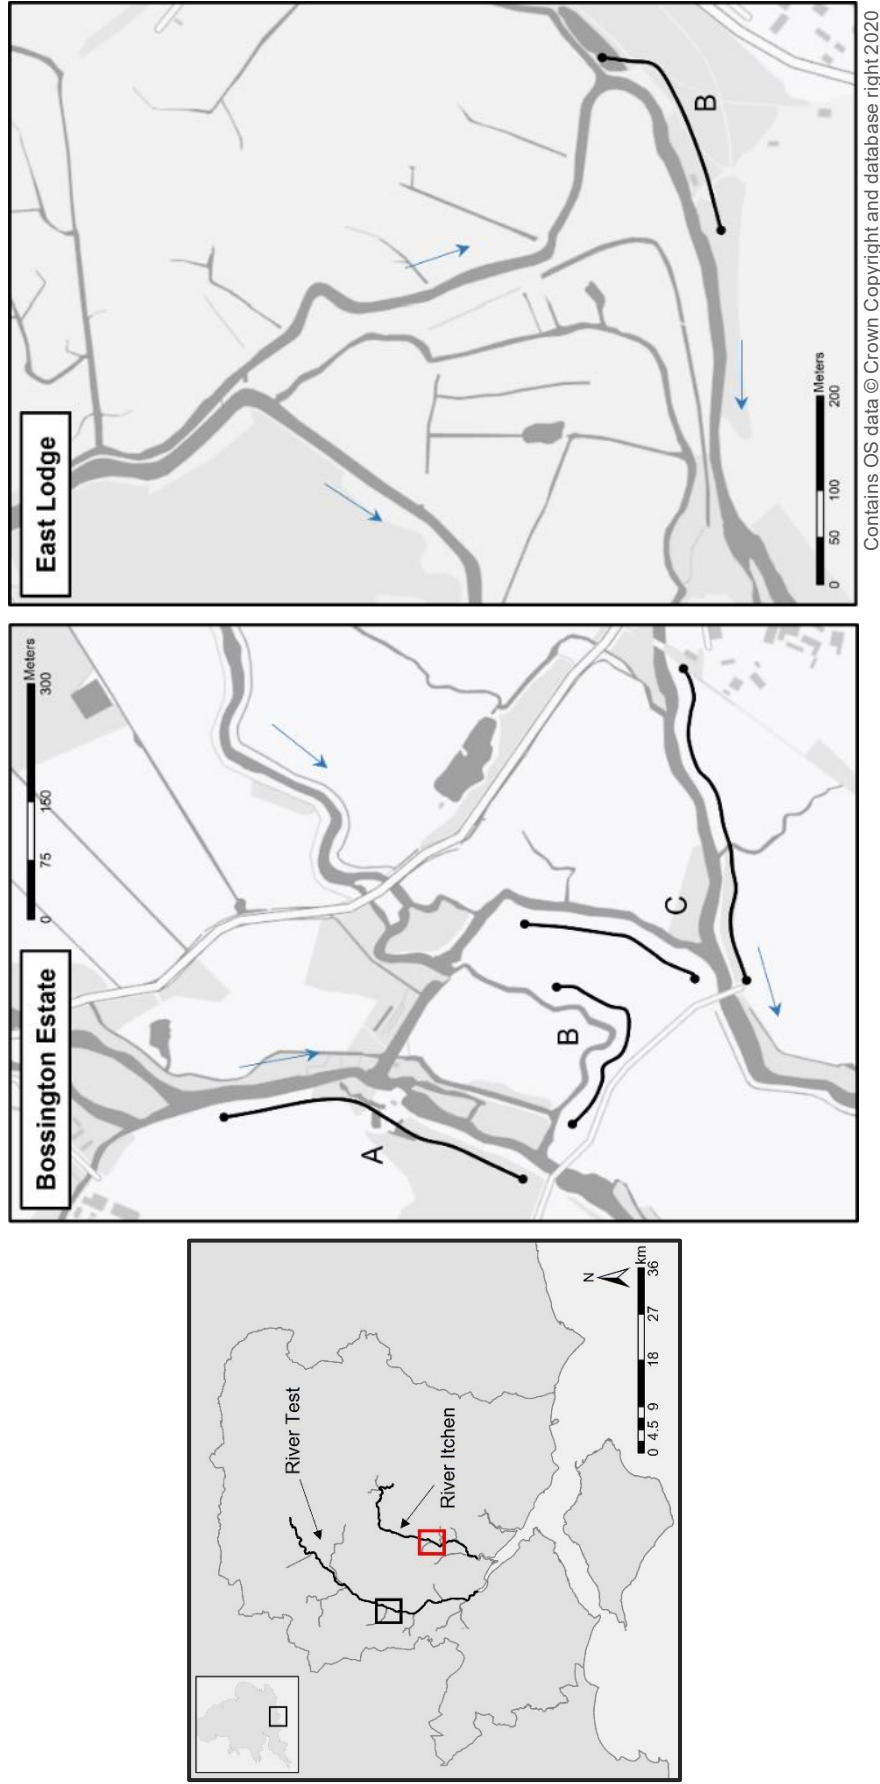 River Test
River Itchen
N
0 4.5 9 18 27 36
km
Bossington Estate
0 75 150 300
Meters
A
B
C
East Lodge
B
0 50 100 200
Meters
Contains OS data © Crown Copyright and database right 2020